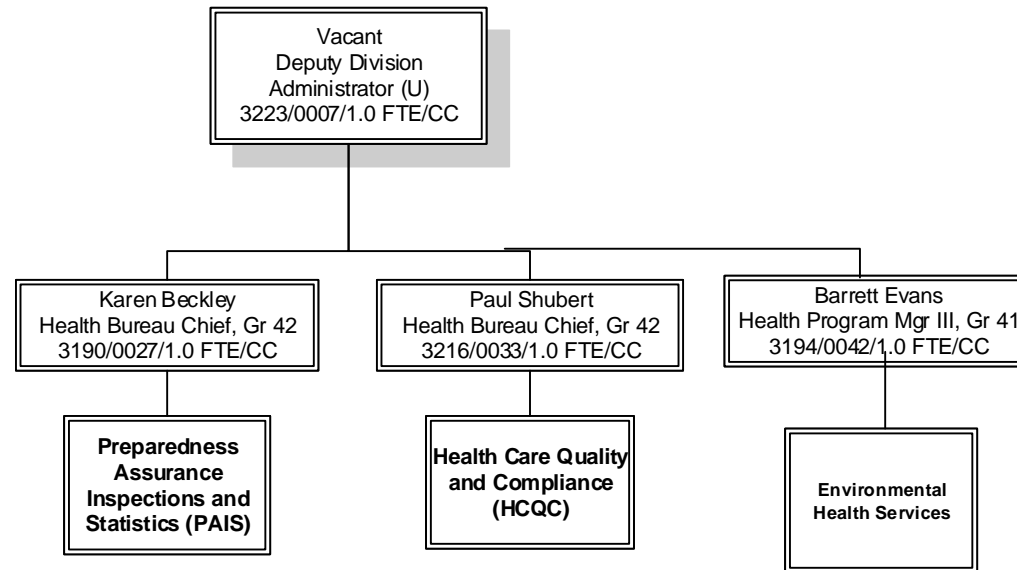 Vacant
Deputy Division
Administrator (U)
3223/0007/1.0 FTE/CC
Karen Beckley
Health Bureau Chief, Gr 42
3190/0027/1.0 FTE/CC
Paul Shubert
Health Bureau Chief, Gr 42
3216/0033/1.0 FTE/CC
Barrett Evans
Health Program Mgr III, Gr 41
3194/0042/1.0 FTE/CC
Preparedness
Assurance
Inspections and
Statistics (PAIS)
Health Care Quality
and Compliance
(HCQC)
Environmental
Health Services